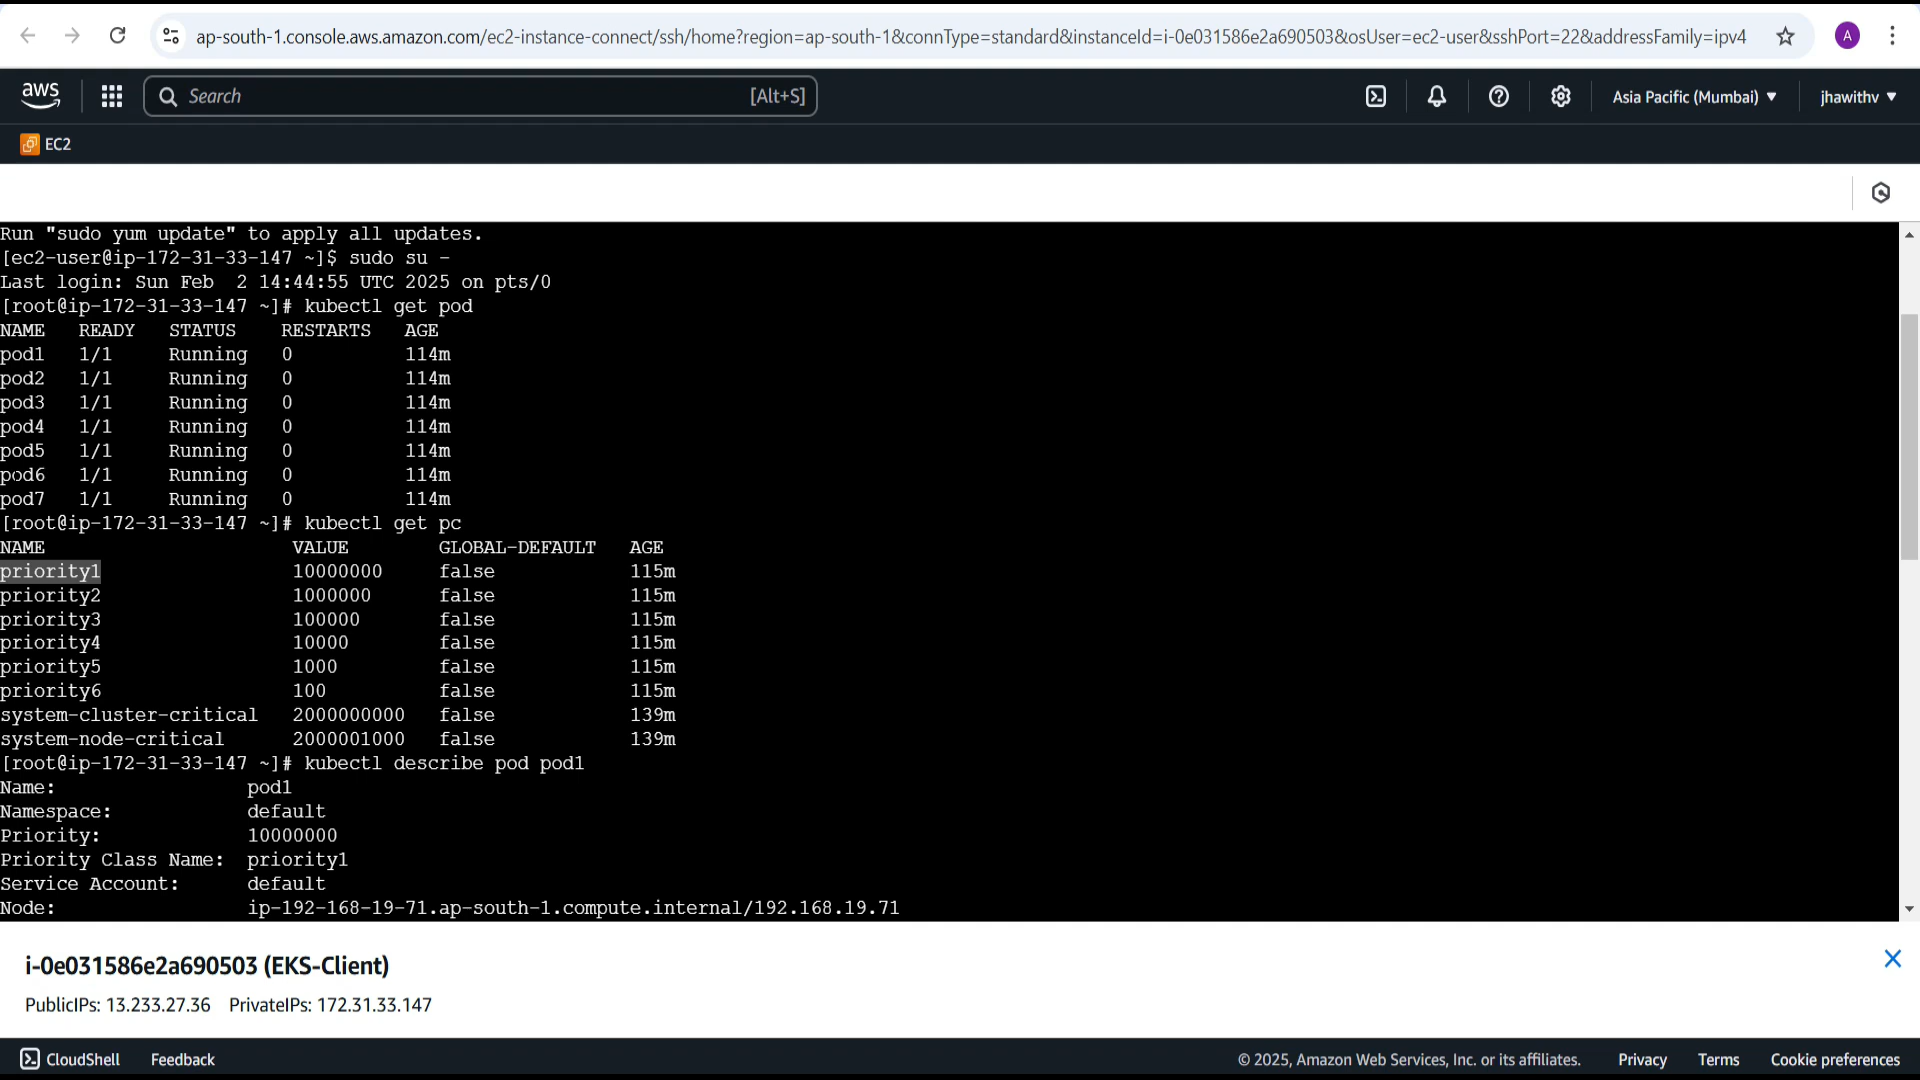 ap-south-1.console.aws.amazon.com/ec2-instance-connect/ssh/home?region=ap-south-1&connType=standard&instanceId=i-0e031586e2a690503&osUser=ec2-user&sshPort=22&addressFamily=ipv4
A
aws
Search [Alt+S]
Asia Pacific (Mumbai) ▼ jhawithv ▼
EC2
Run "sudo yum update" to apply all updates.
[ec2-user@ip-172-31-33-147 ~]$ sudo su -
Last login: Sun Feb  2 14:44:55 UTC 2025 on pts/0
[root@ip-172-31-33-147 ~]# kubectl get pod
NAME   READY   STATUS    RESTARTS   AGE
pod1   1/1     Running   0          114m
pod2   1/1     Running   0          114m
pod3   1/1     Running   0          114m
pod4   1/1     Running   0          114m
pod5   1/1     Running   0          114m
pod6   1/1     Running   0          114m
pod7   1/1     Running   0          114m
[root@ip-172-31-33-147 ~]# kubectl get pc
NAME                      VALUE        GLOBAL-DEFAULT   AGE
priority1                 10000000     false            115m
priority2                 1000000      false            115m
priority3                 100000       false            115m
priority4                 10000        false            115m
priority5                 1000         false            115m
priority6                 100          false            115m
system-cluster-critical   2000000000   false            139m
system-node-critical      2000001000   false            139m
[root@ip-172-31-33-147 ~]# kubectl describe pod pod1
Name:                 pod1
Namespace:            default
Priority:             10000000
Priority Class Name:  priority1
Service Account:      default
Node:                 ip-192-168-19-71.ap-south-1.compute.internal/192.168.19.71
i-0e031586e2a690503 (EKS-Client)
PublicIPs: 13.233.27.36 PrivateIPs: 172.31.33.147
CloudShell Feedback © 2025, Amazon Web Services, Inc. or its affiliates. Privacy Terms Cookie preferences